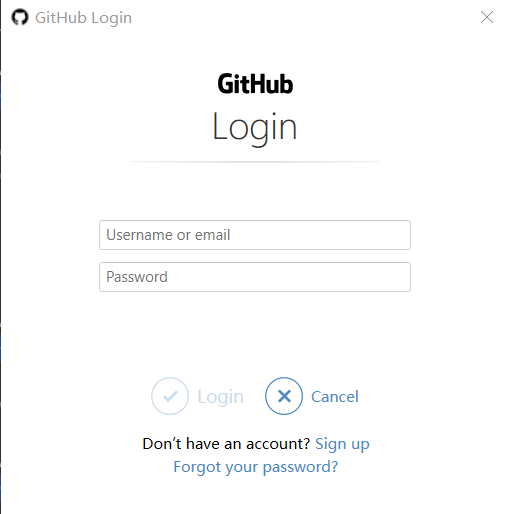 GitHub Login
GitHub
Login
Username or email
Password
Login Cancel
Don't have an account? Sign up
Forgot your password?